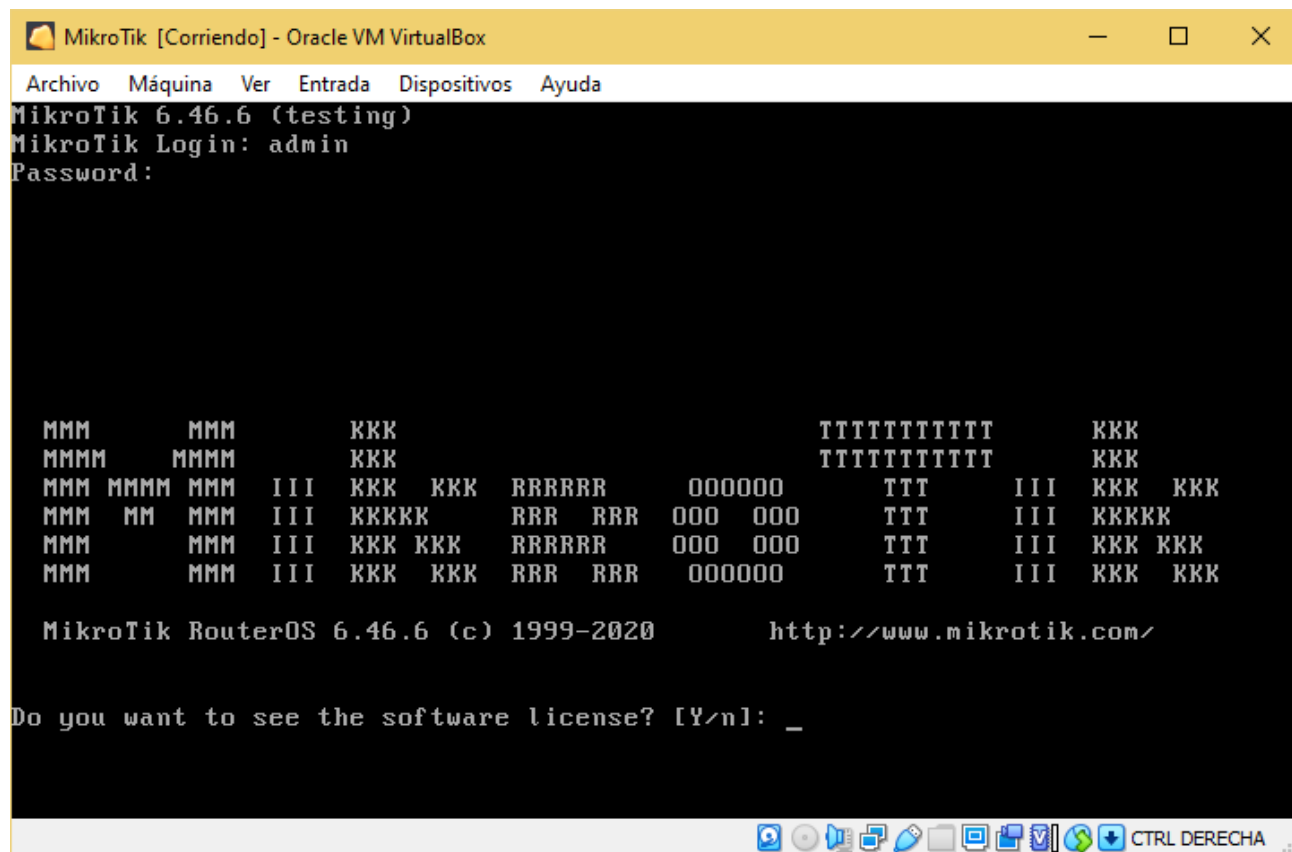 MikroTik [Corriendo] - Oracle VM VirtualBox
Archivo Máquina Ver Entrada Dispositivos Ayuda
MikroTik 6.46.6 (testing)
MikroTik Login: admin
Password:
MMM MMM KKK TTTTTTTTTTT KKK
MMMM MMMM KKK TTTTTTTTTTT KKK
MMM MMMM MMM III KKK KKK RRRRRR OOOOOO TTT III KKK KKK
MMM MM MMM III KKKKK RRR RRR OOO OOO TTT III KKKKK
MMM MMM III KKK KKK RRRRRR OOO OOO TTT III KKK KKK
MMM MMM III KKK KKK RRR RRR OOOOOO TTT III KKK KKK
MikroTik RouterOS 6.46.6 (c) 1999-2020 http://www.mikrotik.com/
Do you want to see the software license? [Y/n]: _
CTRL DERECHA